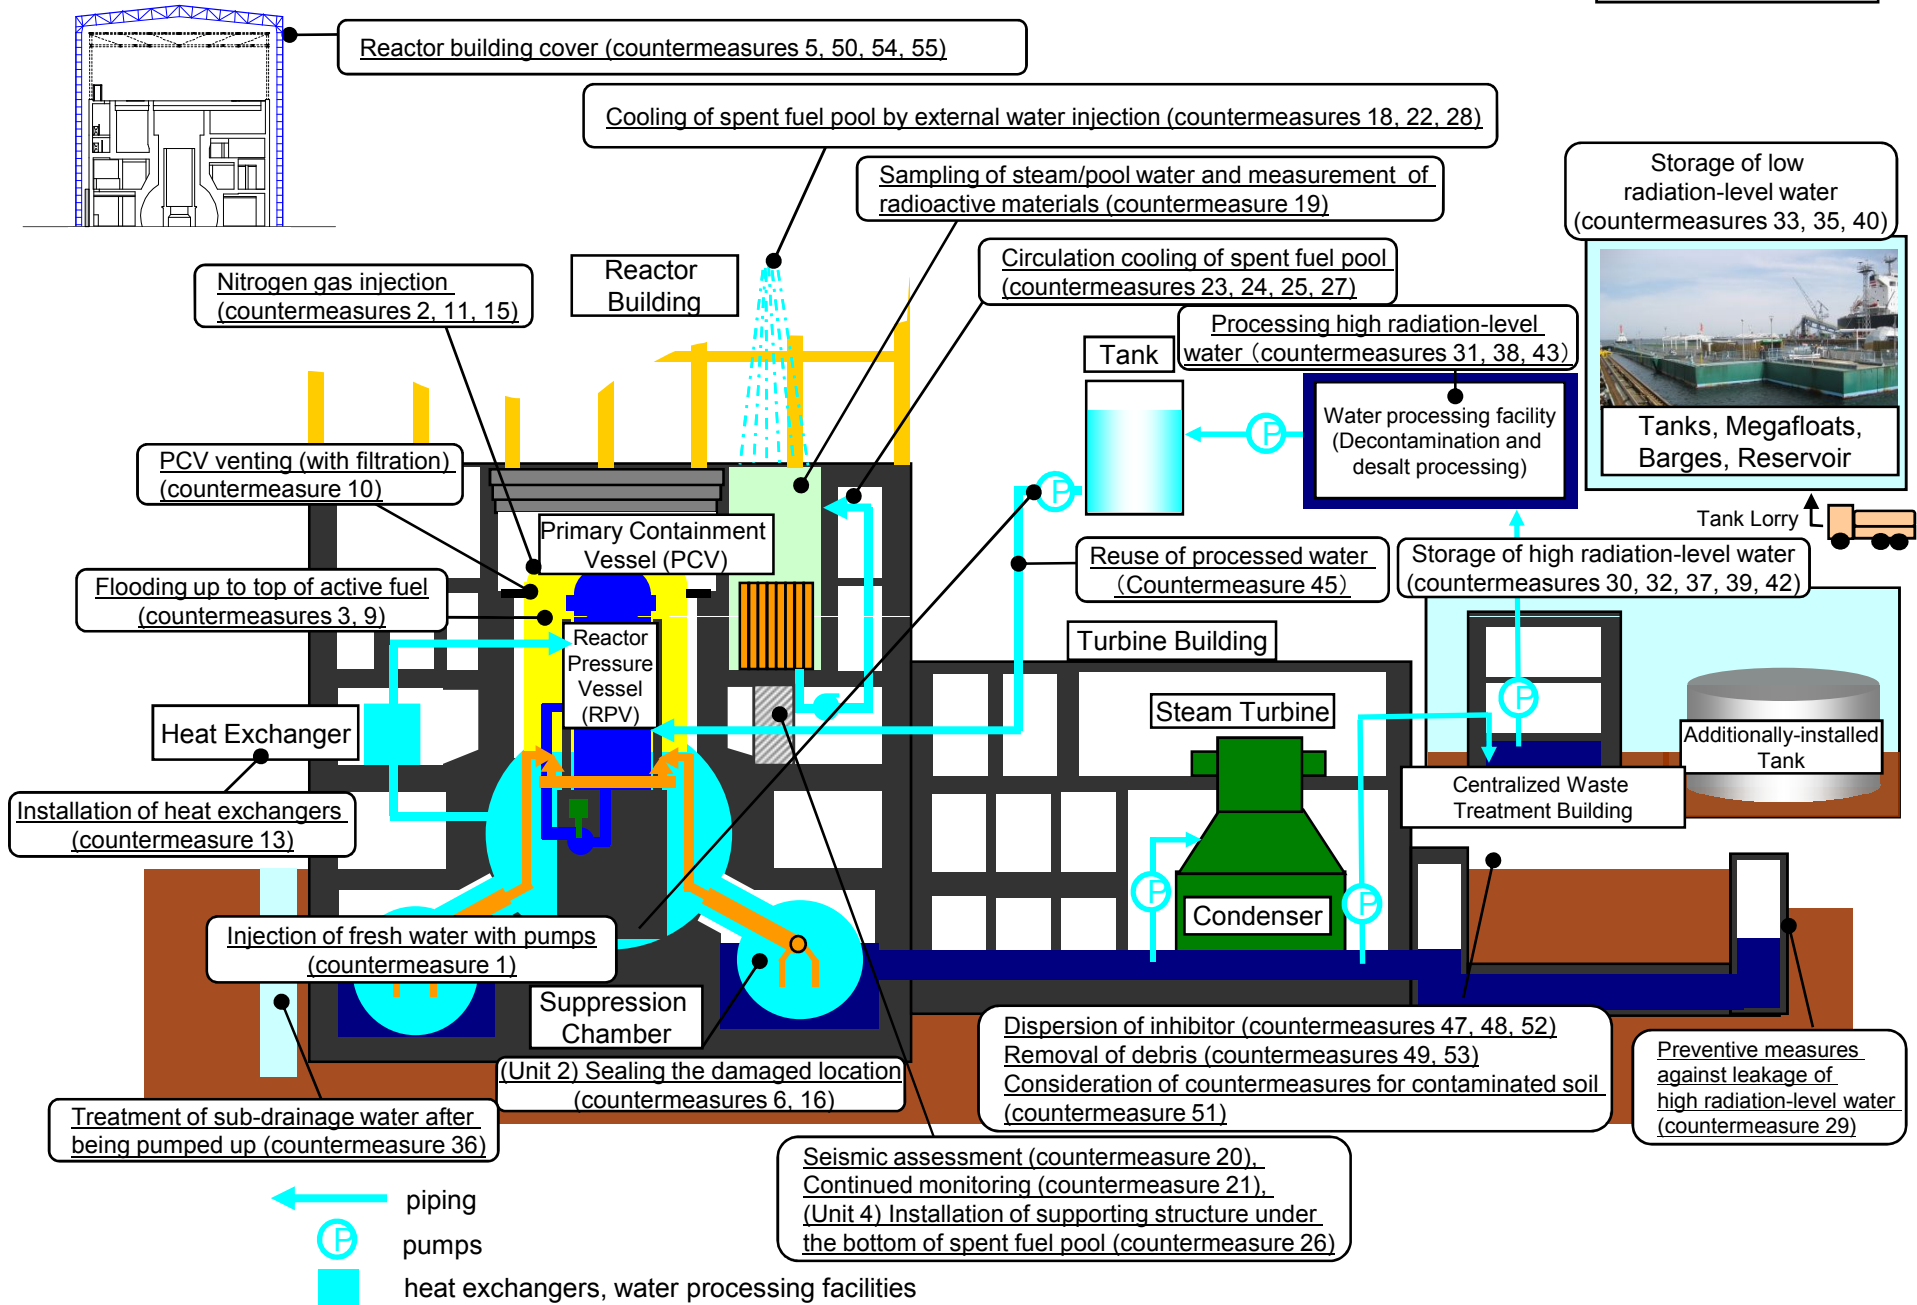 Reactor building cover (countermeasures 5, 50, 54, 55)
Cooling of spent fuel pool by external water injection (countermeasures 18, 22, 28)
Sampling of steam/pool water and measurement of
radioactive materials (countermeasure 19)
Storage of low
radiation-level water
(countermeasures 33, 35, 40)
Reactor
Building
Circulation cooling of spent fuel pool
(countermeasures 23, 24, 25, 27)
Nitrogen gas injection
(countermeasures 2, 11, 15)
Processing high radiation-level
water (countermeasures 31, 38, 43)
Tank
Water processing facility
(Decontamination and
desalt processing)
P
Tanks, Megafloats,
Barges, Reservoir
PCV venting (with filtration)
(countermeasure 10)
P
Tank Lorry
Primary Containment
Vessel (PCV)
Reuse of processed water
(Countermeasure 45)
Storage of high radiation-level water
(countermeasures 30, 32, 37, 39, 42)
Flooding up to top of active fuel
(countermeasures 3, 9)
Reactor
Pressure
Vessel
(RPV)
Turbine Building
Heat Exchanger
Steam Turbine
P
Additionally-installed
Tank
Centralized Waste
Treatment Building
Installation of heat exchangers
(countermeasure 13)
P
P
Condenser
Injection of fresh water with pumps
(countermeasure 1)
Suppression
Chamber
Dispersion of inhibitor (countermeasures 47, 48, 52)
Removal of debris (countermeasures 49, 53)
Consideration of countermeasures for contaminated soil
(countermeasure 51)
Preventive measures
against leakage of
high radiation-level water
(countermeasure 29)
(Unit 2) Sealing the damaged location
(countermeasures 6, 16)
Treatment of sub-drainage water after
being pumped up (countermeasure 36)
Seismic assessment (countermeasure 20),
Continued monitoring (countermeasure 21),
(Unit 4) Installation of supporting structure under
the bottom of spent fuel pool (countermeasure 26)
piping
P
pumps
heat exchangers, water processing facilities